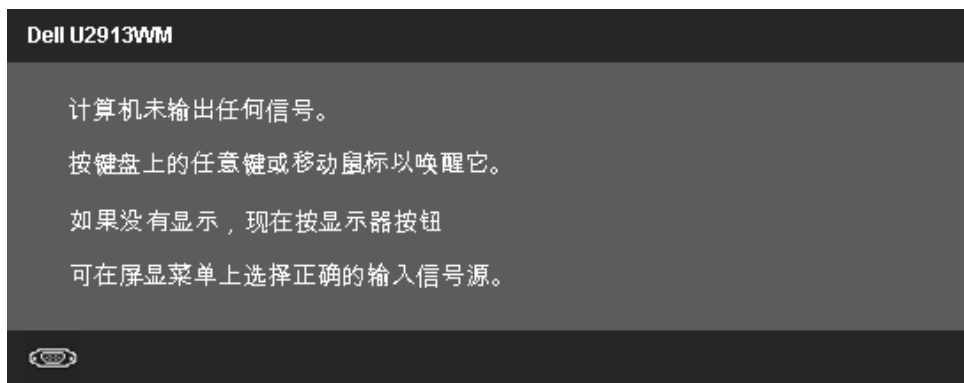 Dell U2913WM
计算机未输出任何信号。
按键盘上的任意键或移动鼠标以唤醒它。
如果没有显示，现在按显示器按钮
可在屏显菜单上选择正确的输入信号源。